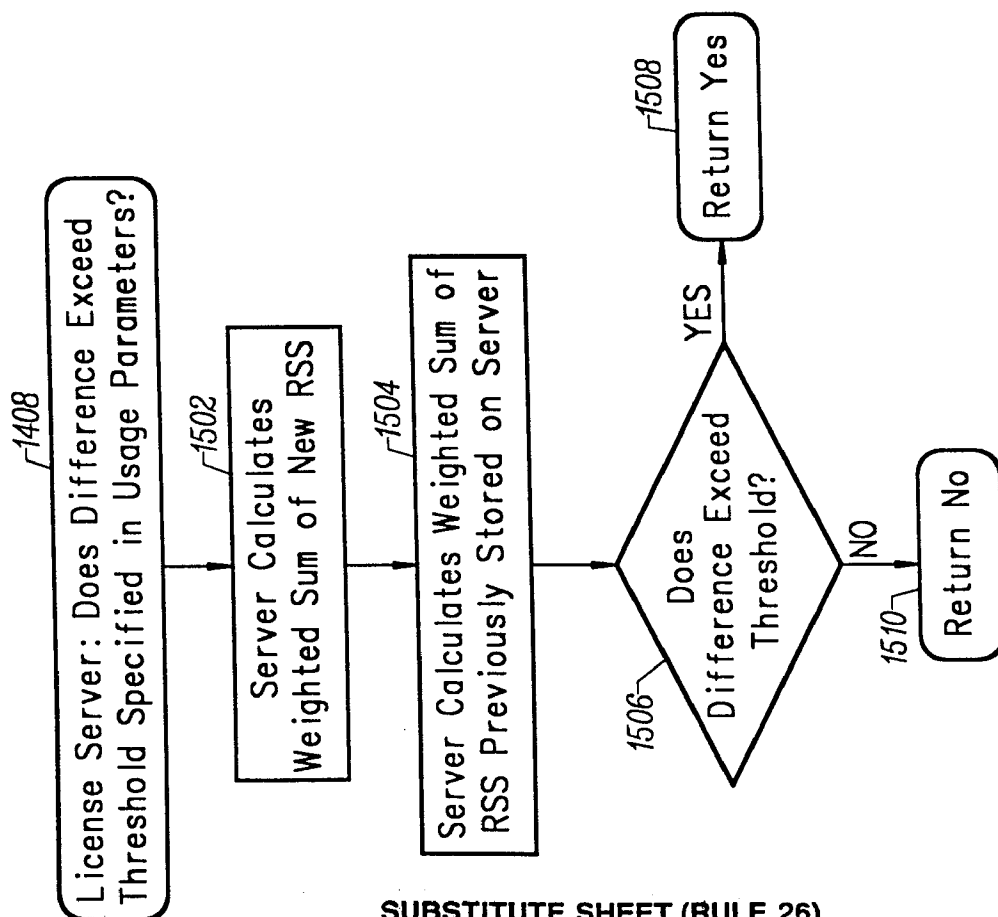 1408
License Server: Does Difference Exceed
Threshold Specified in Usage Parameters?
1502
Server Calculates
Weighted Sum of New RSS
1504
Server Calculates Weighted Sum of
RSS Previously Stored on Server
1506
Does
Difference Exceed
Threshold?
YES
1508
Return Yes
NO
1510
Return No
SUBSTITUTE SHEET (RULE 26)